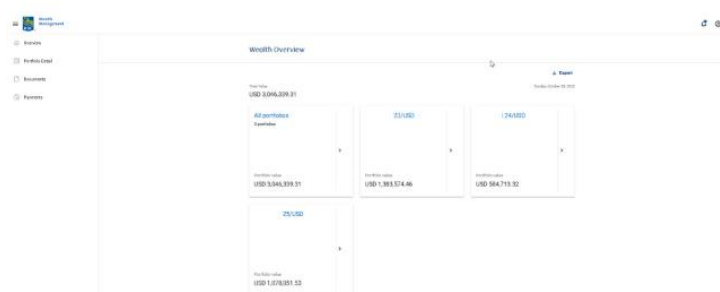 Wealth
Management
Overview
Portfolio Detail
Documents
Payments
Wealth Overview
Export
Total Value
USD 3,046,339.31
All portfolios
3 portfolios
Portfolio value
USD 3,046,339.31
23/USD
Portfolio value
USD 1,383,574.46
24/USD
Portfolio value
USD 584,713.32
25/USD
Portfolio value
USD 1,078,051.53